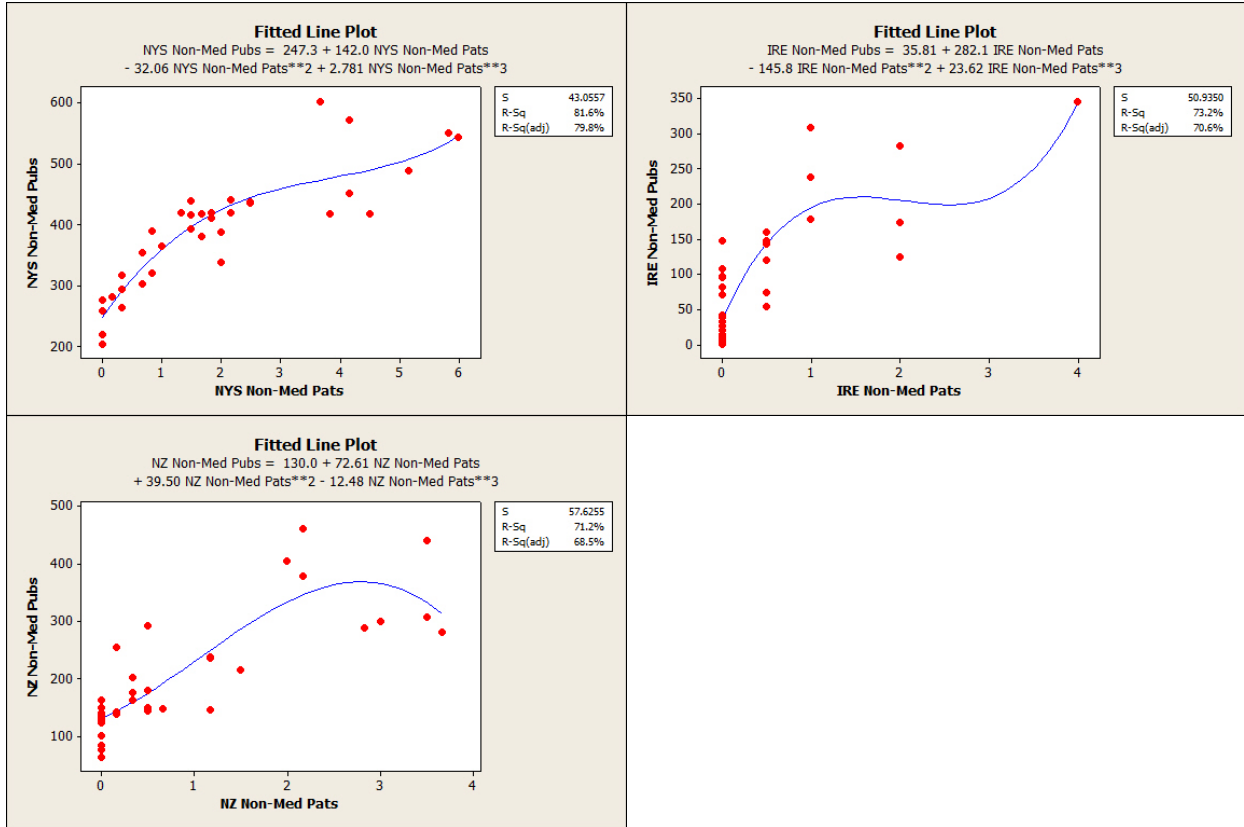 Fitted Line Plot
NYS Non-Med Pubs = 247.3 + 142.0 NYS Non-Med Pats
- 32.06 NYS Non-Med Pats**2 + 2.781 NYS Non-Med Pats**3
S 43.0557
R-Sq 81.6%
R-Sq(adj) 79.8%
600
500
400
300
200
NYS Non-Med Pubs
0 1 2 3 4 5 6
NYS Non-Med Pats
Fitted Line Plot
IRE Non-Med Pubs = 35.81 + 282.1 IRE Non-Med Pats
- 145.8 IRE Non-Med Pats**2 + 23.62 IRE Non-Med Pats**3
S 50.9350
R-Sq 73.2%
R-Sq(adj) 70.6%
350
300
250
200
150
100
50
0
IRE Non-Med Pubs
0 1 2 3 4
IRE Non-Med Pats
Fitted Line Plot
NZ Non-Med Pubs = 130.0 + 72.61 NZ Non-Med Pats
+ 39.50 NZ Non-Med Pats**2 - 12.48 NZ Non-Med Pats**3
S 57.6255
R-Sq 71.2%
R-Sq(adj) 68.5%
500
400
300
200
100
NZ Non-Med Pubs
0 1 2 3 4
NZ Non-Med Pats